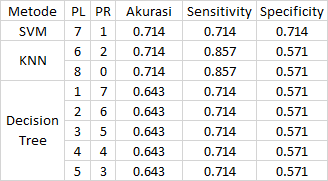 Metode PL PR Akurasi Sensitivity Specificity
SVM 7 1 0.714 0.714 0.714
KNN 6 2 0.714 0.857 0.571
8 0 0.714 0.857 0.571
Decision Tree 1 7 0.643 0.714 0.571
2 6 0.643 0.714 0.571
3 5 0.643 0.714 0.571
4 4 0.643 0.714 0.571
5 3 0.643 0.714 0.571